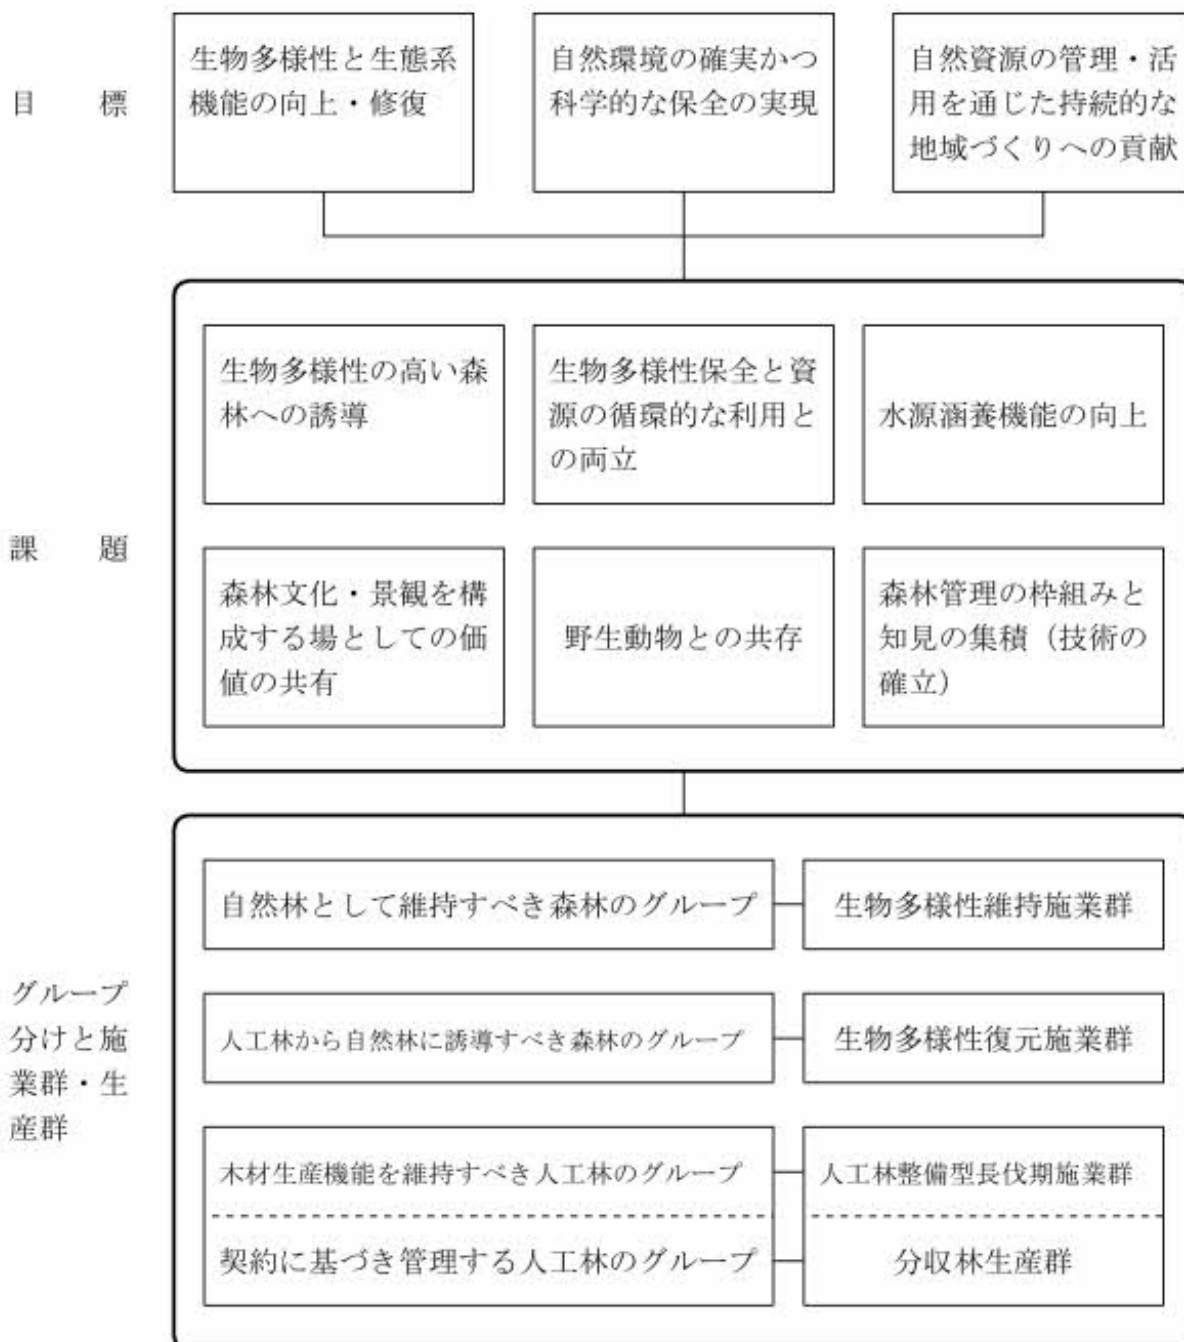 目　標
生物多様性と生態系
機能の向上・修復
自然環境の確実かつ
科学的な保全の実現
自然資源の管理・活
用を通じた持続的な
地域づくりへの貢献
課　題
生物多様性の高い森
林への誘導
生物多様性保全と資
源の循環的な利用と
の両立
水源涵養機能の向上
森林文化・景観を構
成する場としての価
値の共有
野生動物との共存
森林管理の枠組みと
知見の集積（技術の
確立）
グループ
分けと施
業群・生
産群
自然林として維持すべき森林のグループ
生物多様性維持施業群
人工林から自然林に誘導すべき森林のグループ
生物多様性復元施業群
木材生産機能を維持すべき人工林のグループ
人工林整備型長伐期施業群
契約に基づき管理する人工林のグループ
分収林生産群